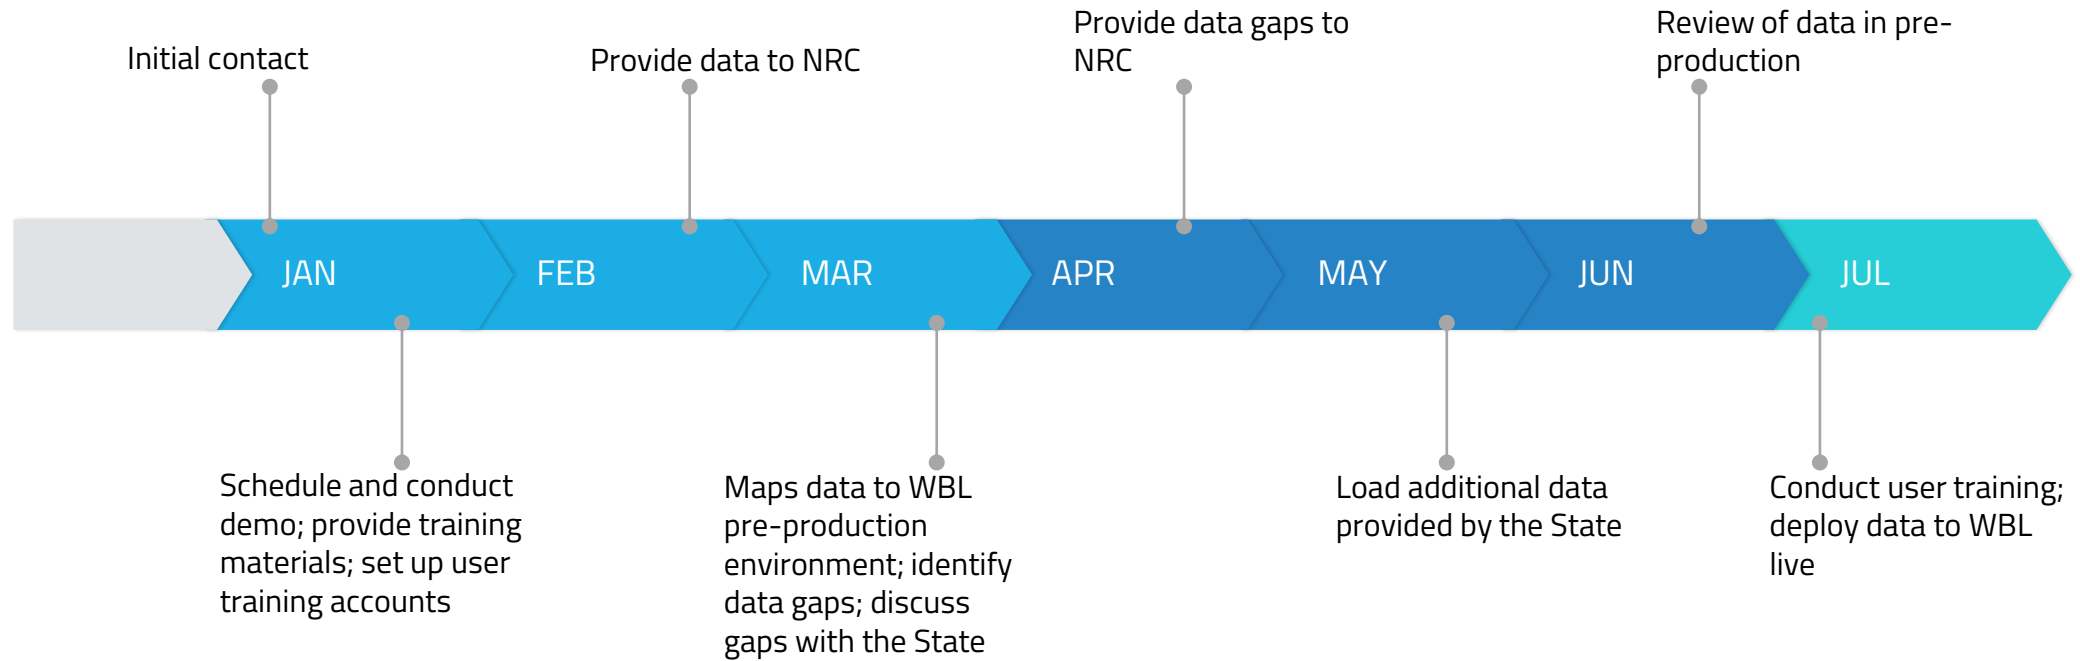 Initial contact
Provide data to NRC
Provide data gaps to
NRC
Review of data in pre-
production
JAN
FEB
MAR
APR
MAY
JUN
JUL
Schedule and conduct
demo; provide training
materials; set up user
training accounts
Maps data to WBL
pre-production
environment; identify
data gaps; discuss
gaps with the State
Load additional data
provided by the State
Conduct user training;
deploy data to WBL
live